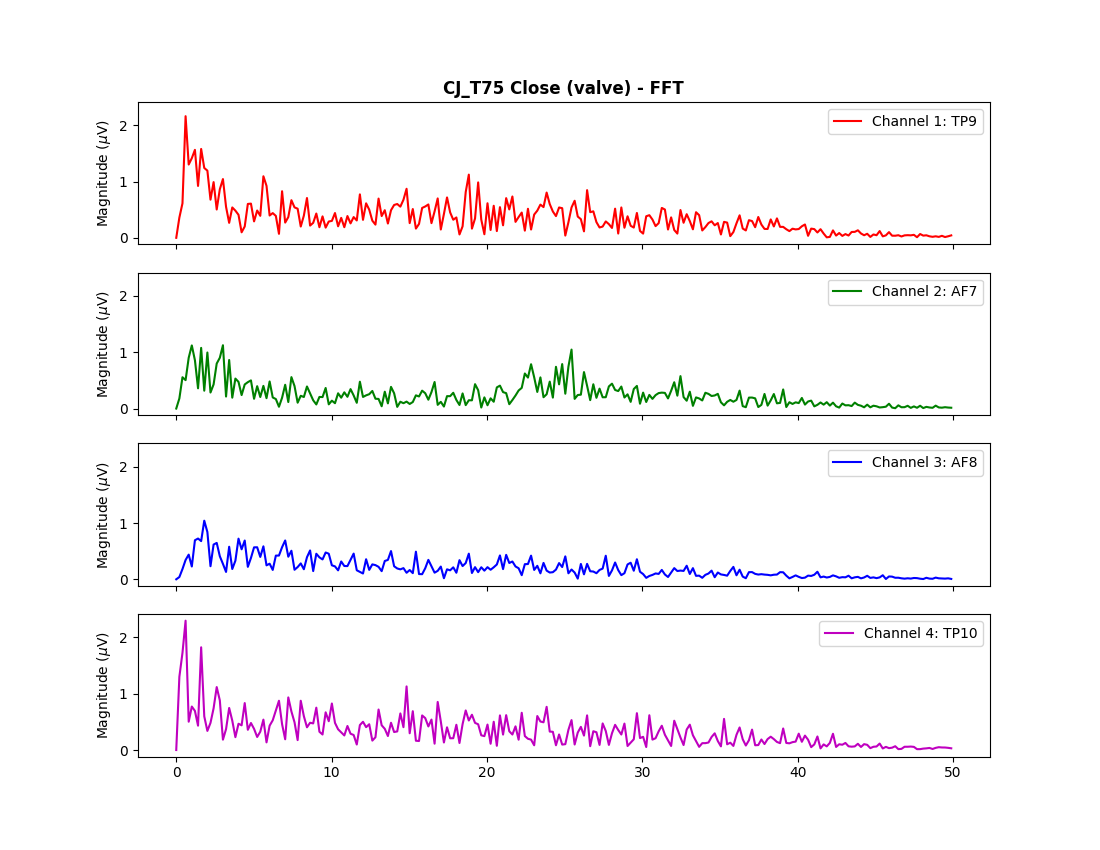 CJ_T75 Close (valve) - FFT
Magnitude (μV)
2
1
0
Channel 1: TP9
Magnitude (μV)
2
1
0
Channel 2: AF7
Magnitude (μV)
2
1
0
Channel 3: AF8
Magnitude (μV)
2
1
0
Channel 4: TP10
0 10 20 30 40 50